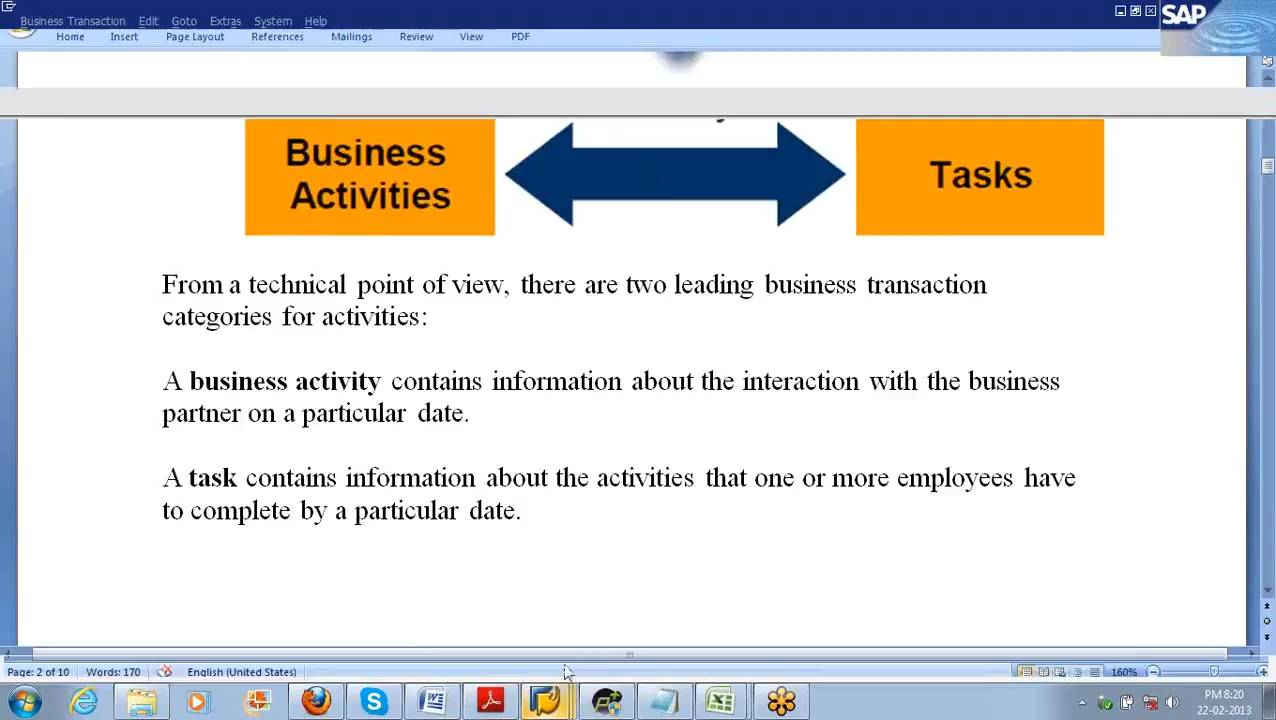 Business Transaction Edit Goto Extras System Help
SAP
Home Insert Page Layout References Mailings Review View PDF
Business
Activities
Tasks
From a technical point of view, there are two leading business transaction
categories for activities:
A business activity contains information about the interaction with the business
partner on a particular date.
A task contains information about the activities that one or more employees have
to complete by a particular date.
Page: 2 of 10 Words: 170 English (United States) 160%
PM 8:20
22-02-2013